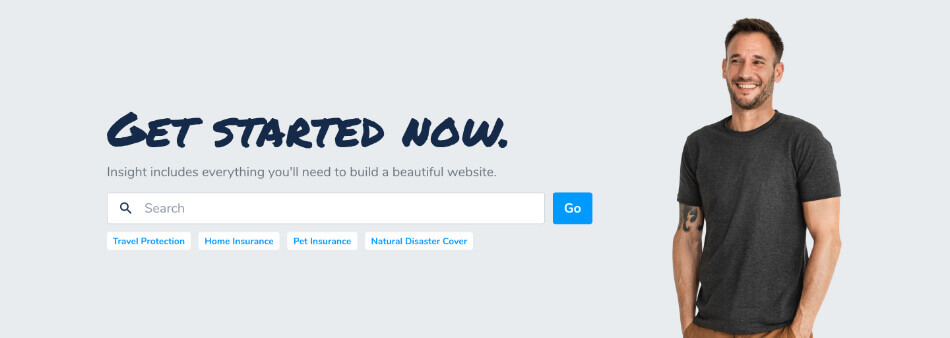 Get started now.
Insight includes everything you'll need to build a beautiful website.
Search Go
Travel Protection Home Insurance Pet Insurance Natural Disaster Cover